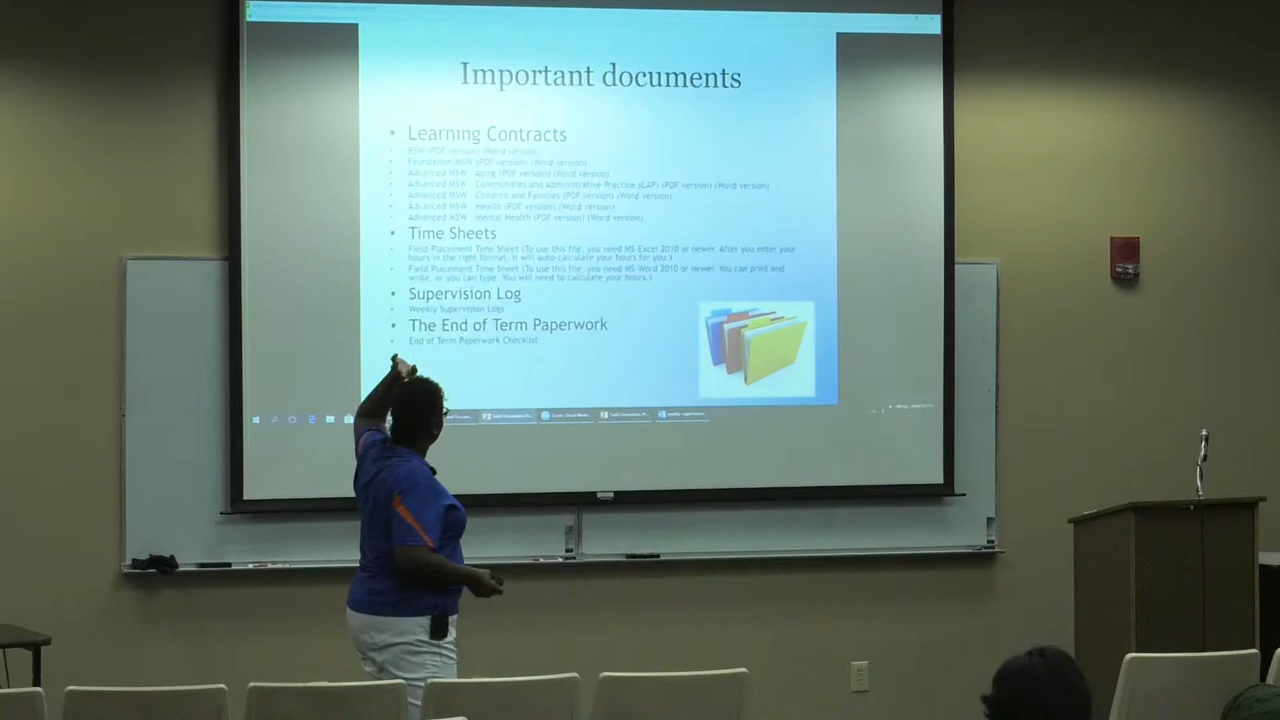 Important documents
• Learning Contracts
BSW (PDF version) (Word version)
Foundation MSW (PDF version) (Word version)
Advanced MSW - Aging (PDF version) (Word version)
Advanced MSW - Communities and Administrative Practice (CAP) (PDF version) (Word version)
Advanced MSW - Children and Families (PDF version) (Word version)
Advanced MSW - Health (PDF version) (Word version)
Advanced MSW - Mental Health (PDF version) (Word version)
• Time Sheets
Field Placement Time Sheet (To use this file, you need MS-Excel 2010 or newer. After you enter your
hours in the right format, it will auto-calculate your hours for you.)
Field Placement Time Sheet (To use this file, you need MS-Word 2010 or newer. You can print and
write, or you can type. You will need to calculate your hours.)
• Supervision Log
Weekly Supervision Logs
• The End of Term Paperwork
End of Term Paperwork Checklist